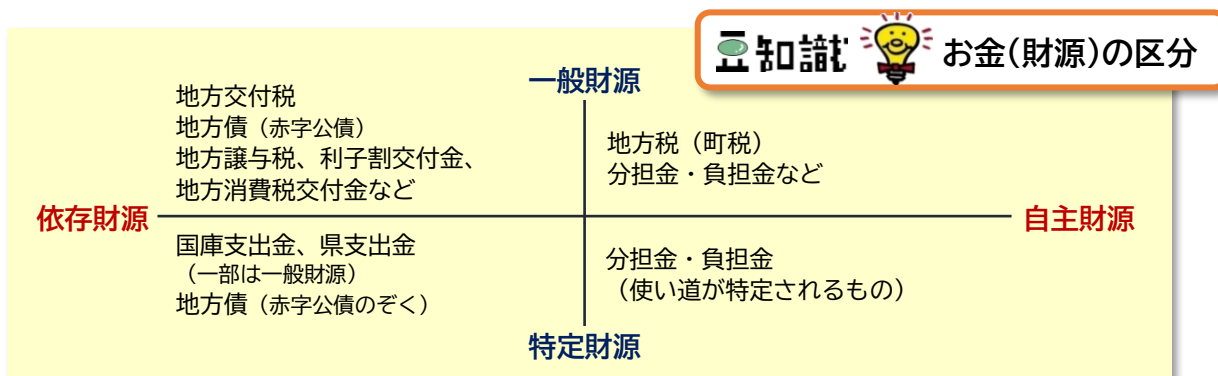 豆知識 お金(財源)の区分
一般財源
地方交付税
地方債（赤字公債）
地方譲与税、利子割交付金、
地方消費税交付金など
地方税（町税）
分担金・負担金など
依存財源
自主財源
国庫支出金、県支出金
（一部は一般財源）
地方債（赤字公債のぞく）
分担金・負担金
（使い道が特定されるもの）
特定財源